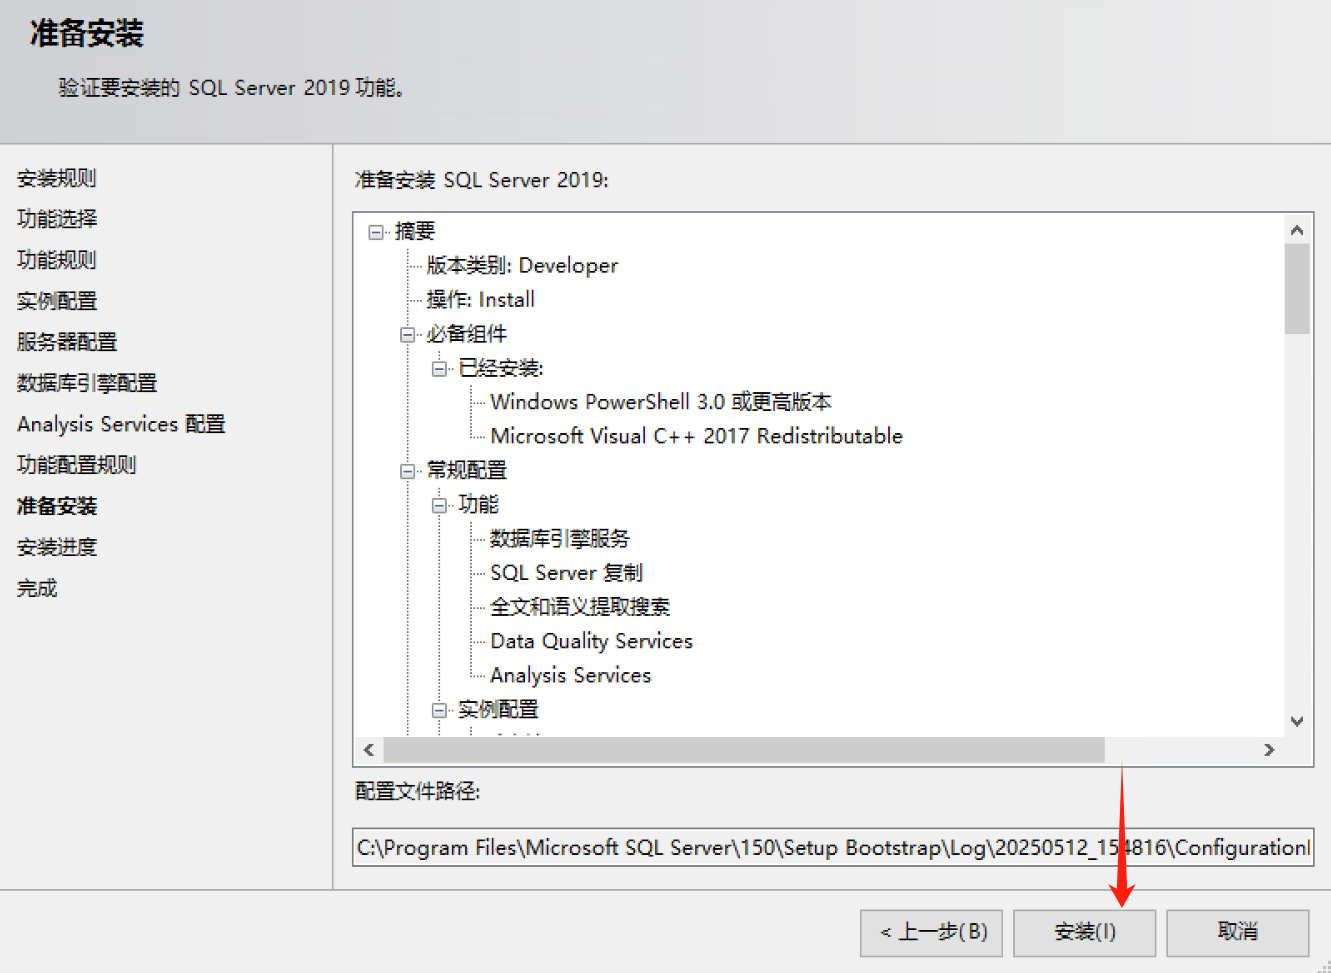 准备安装
验证要安装的 SQL Server 2019 功能。
安装规则
功能选择
功能规则
实例配置
服务器配置
数据库引擎配置
Analysis Services 配置
功能配置规则
准备安装
安装进度
完成
准备安装 SQL Server 2019:
摘要
版本类别: Developer
操作: Install
必备组件
已经安装:
Windows PowerShell 3.0 或更高版本
Microsoft Visual C++ 2017 Redistributable
常规配置
功能
数据库引擎服务
SQL Server 复制
全文和语义提取搜索
Data Quality Services
Analysis Services
实例配置
配置文件路径:
C:\Program Files\Microsoft SQL Server\150\Setup Bootstrap\Log\20250512_154816\Configuration
< 上一步(B)
安装(I)
取消